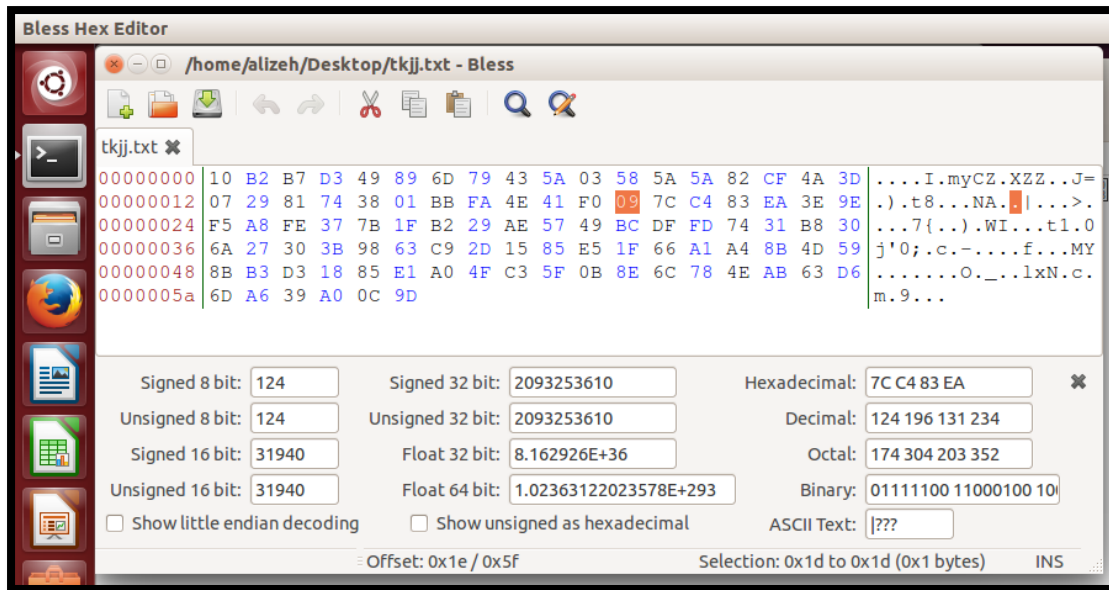 Bless Hex Editor
/home/alizeh/Desktop/tkjj.txt - Bless
tkjj.txt
00000000 10 B2 B7 D3 49 89 6D 79 43 5A 03 58 5A 5A 82 CF 4A 3D ....I.myCZ.XZZ..J=
00000012 07 29 81 74 38 01 BB FA 4E 41 F0 09 7C C4 83 EA 3E 9E .).t8...NA..|...>.
00000024 F5 A8 FE 37 7B 1F B2 29 AE 57 49 BC DF FD 74 31 B8 30 ...7{..).WI...t1.0
00000036 6A 27 30 3B 98 63 C9 2D 15 85 E5 1F 66 A1 A4 8B 4D 59 j'0;.c.-....f...MY
00000048 8B B3 D3 18 85 E1 A0 4F C3 5F 0B 8E 6C 78 4E AB 63 D6 .......O._..lxN.c.
0000005a 6D A6 39 A0 0C 9D m.9...
Signed 8 bit: 124 Signed 32 bit: 2093253610 Hexadecimal: 7C C4 83 EA
Unsigned 8 bit: 124 Unsigned 32 bit: 2093253610 Decimal: 124 196 131 234
Signed 16 bit: 31940 Float 32 bit: 8.162926E+36 Octal: 174 304 203 352
Unsigned 16 bit: 31940 Float 64 bit: 1.02363122023578E+293 Binary: 01111100 11000100 100
Show little endian decoding Show unsigned as hexadecimal ASCII Text: |???
Offset: 0x1e / 0x5f Selection: 0x1d to 0x1d (0x1 bytes) INS